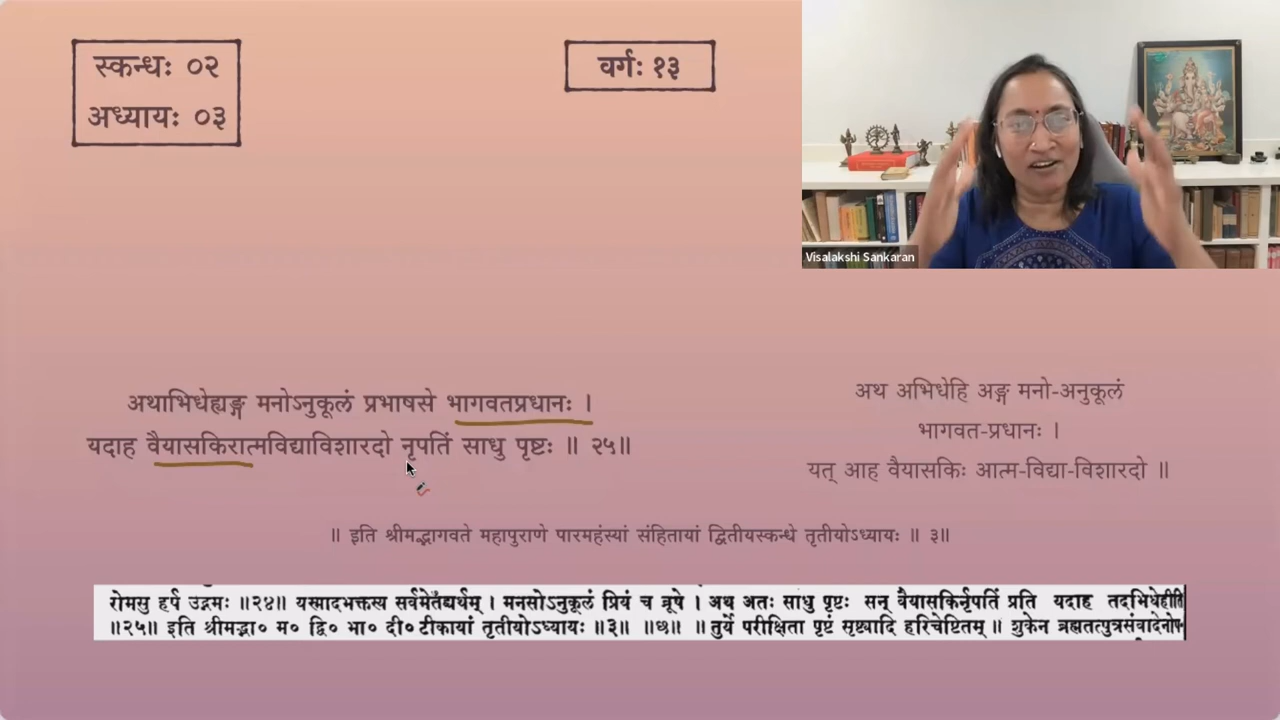 स्कन्धः ०२
अध्यायः ०३
वर्गः १३
Visalakshi Sankaran
अथाभिधेह्यङ्ग मनोऽनुकूलं प्रभाषसे भागवतप्रधानः ।
यदाह वैयासकिरात्मविद्याविशारदो नृपतिं साधु पृष्टः ॥ २५॥
अथ अभिधेहि अङ्ग मनो-अनुकूलं
भागवत-प्रधानः ।
यत् आह वैयासकिः आत्म-विद्या-विशारदो ॥
॥ इति श्रीमद्भागवते महापुराणे पारमहंस्यां संहितायां द्वितीयस्कन्धे तृतीयोऽध्यायः ॥ ३॥
रोमसु हर्ष उद्गमः ॥२४॥ यस्मादभक्तस्य सर्वमेतद्व्यर्थम् । मनसोऽनुकूलं प्रियं च ब्रूषे । अथ अतः साधु पृष्टः सन् वैयासकिर्नृपतिं प्रति यदाह तदभिधेहीति
॥२५॥ इति श्रीमद्भा० म० द्वि० भा० दी० टीकायां तृतीयोऽध्यायः ॥३॥ ॥छ॥ ॥ तुर्ये परीक्षिता पृष्टं सृष्ट्यादि हरिचेष्टितम् ॥ शुकेन ब्रह्मतत्पुत्रसंवादेनोप-